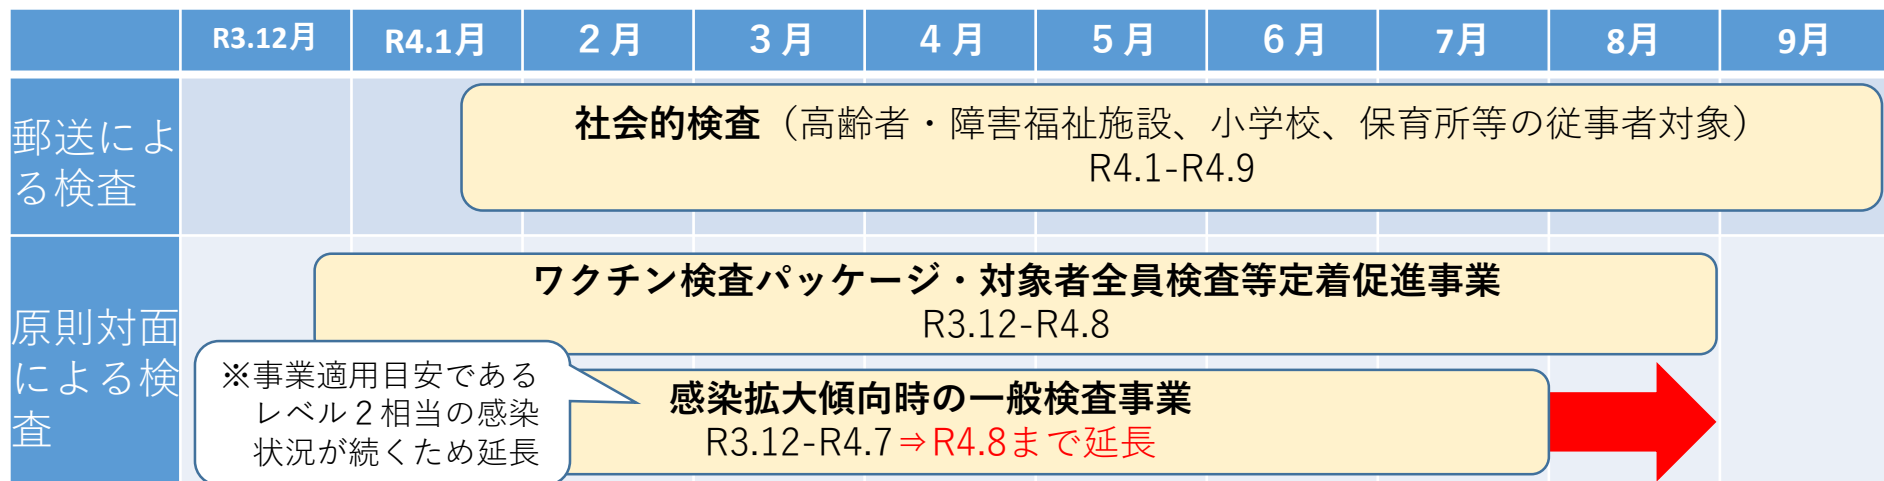 R3.12月 R4.1月 2月 3月 4月 5月 6月 7月 8月 9月
郵送によ
る検査
社会的検査（高齢者・障害福祉施設、小学校、保育所等の従事者対象）
R4.1-R4.9
原則対面
による検
査
ワクチン検査パッケージ・対象者全員検査等定着促進事業
R3.12-R4.8
※事業適用目安である
レベル２相当の感染
状況が続くため延長
感染拡大傾向時の一般検査事業
R3.12-R4.7⇒R4.8まで延長